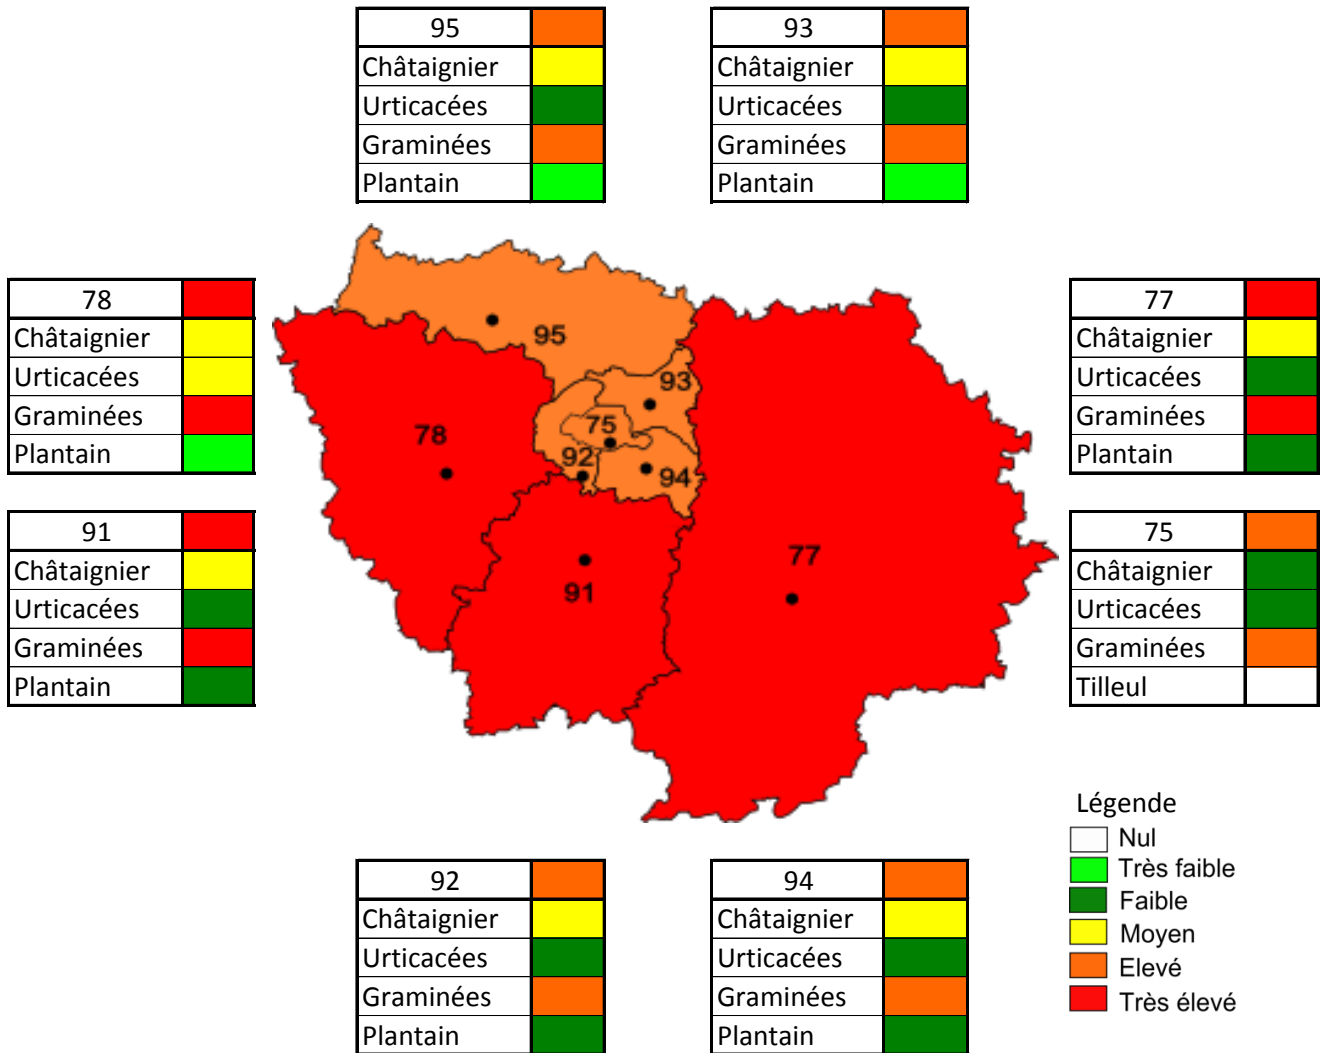 95
Châtaignier
Urticacées
Graminées
Plantain
93
Châtaignier
Urticacées
Graminées
Plantain
78
Châtaignier
Urticacées
Graminées
Plantain
91
Châtaignier
Urticacées
Graminées
Plantain
95
93
75
78
92
94
77
91
77
Châtaignier
Urticacées
Graminées
Plantain
75
Châtaignier
Urticacées
Graminées
Tilleul
92
Châtaignier
Urticacées
Graminées
Plantain
94
Châtaignier
Urticacées
Graminées
Plantain
Légende
Nul
Très faible
Faible
Moyen
Elevé
Très élevé